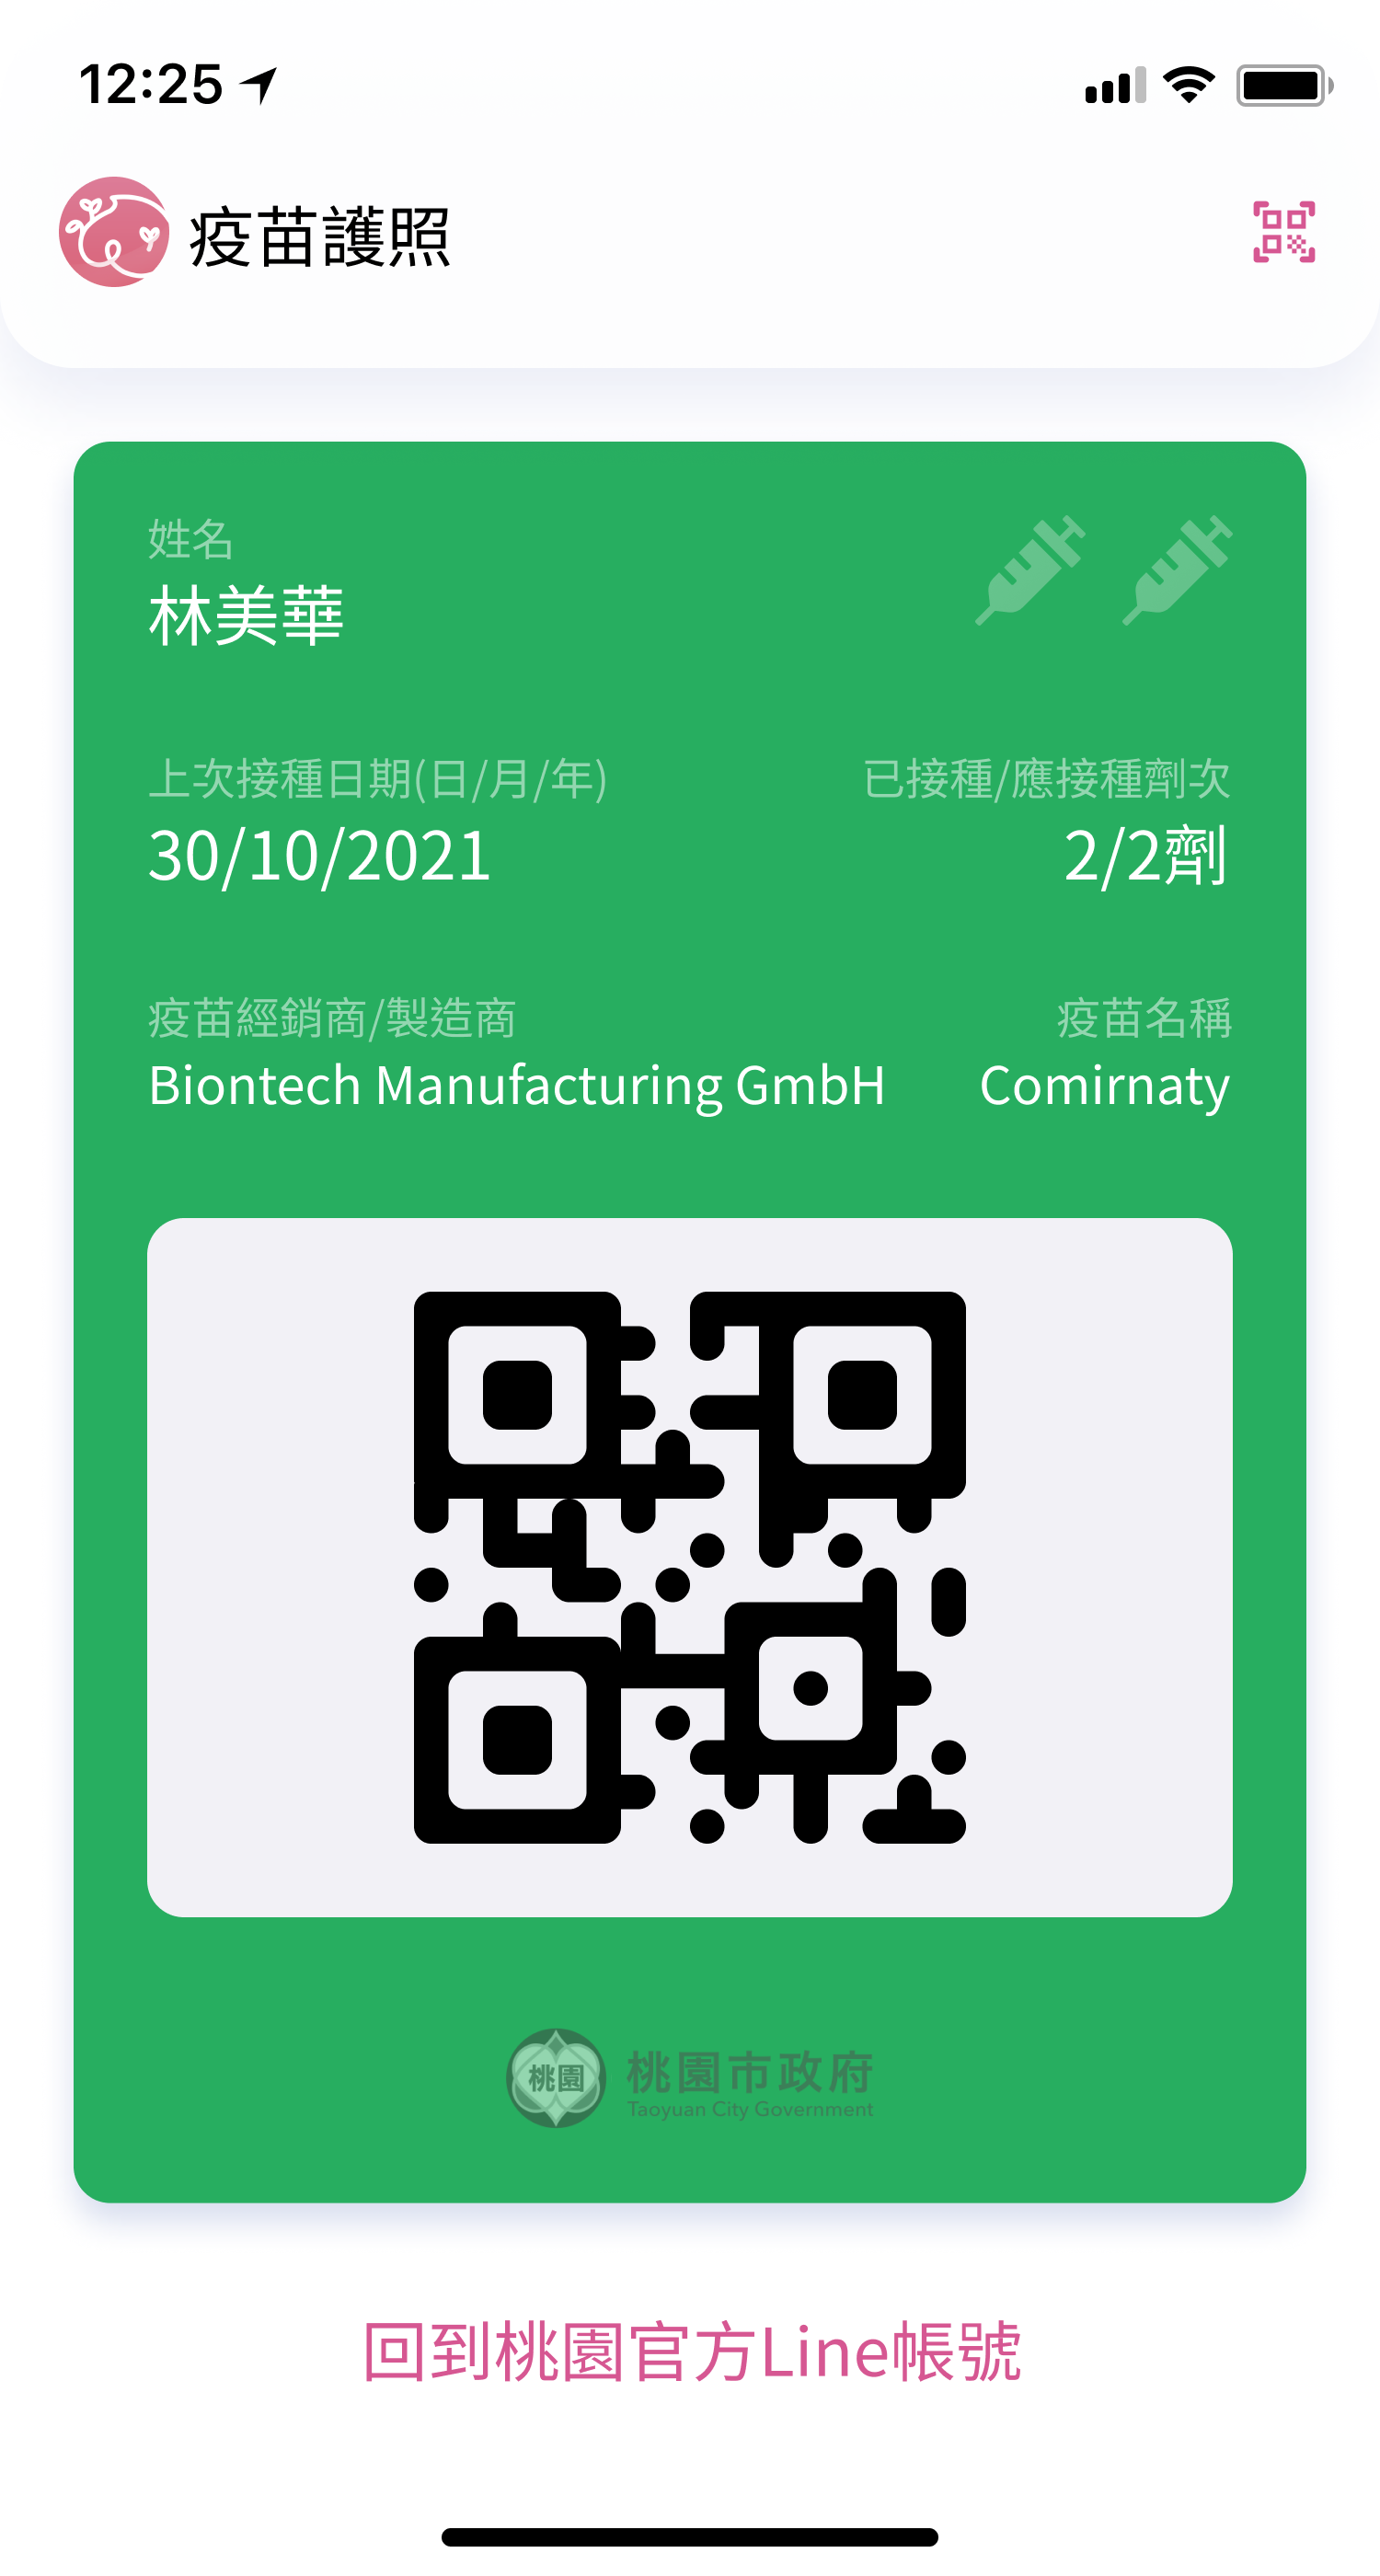 12:25
疫苗護照
姓名
林美華
上次接種日期(日/月/年)
已接種/應接種劑次
30/10/2021
2/2劑
疫苗經銷商/製造商
疫苗名稱
Biontech Manufacturing GmbH
Comirnaty
桃園
桃園市政府
Taoyuan City Government
回到桃園官方Line帳號